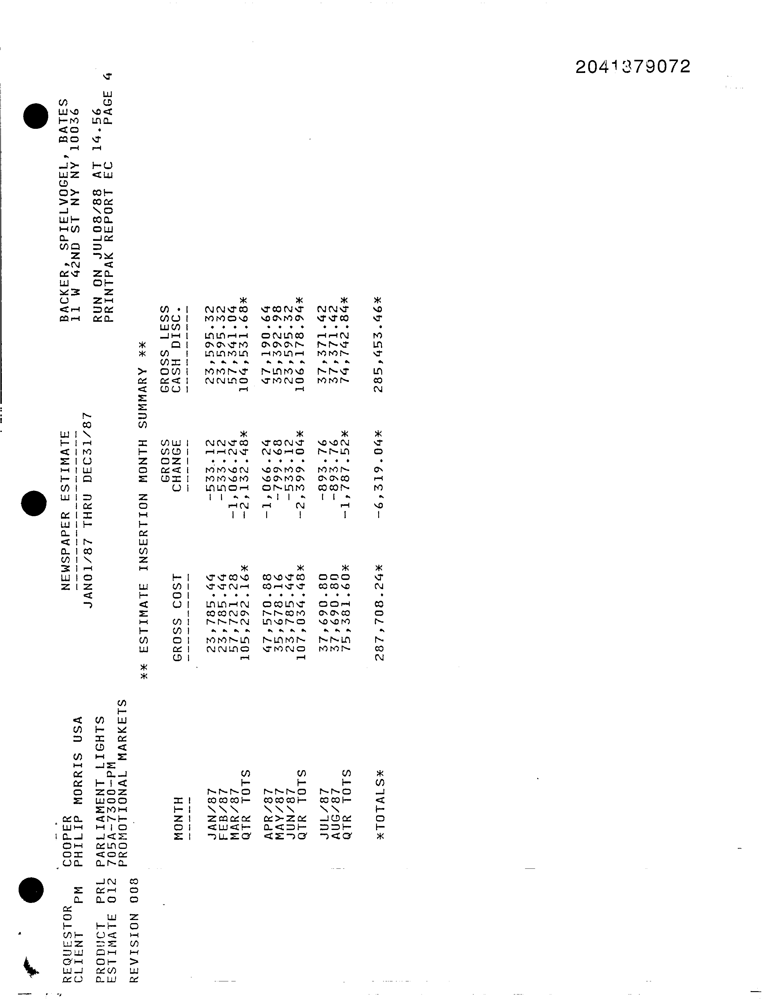 2041379072
REQUESTOR COOPER NEWSPAPER ESTIMATE BACKER, SPIELVOGEL, BATES
CLIENT PM PHILIP MORRIS USA ------------------ 11 W 42ND ST NY NY 10036
JAN01/87 THRU DEC31/87
PRODUCT PRL PARLIAMENT LIGHTS RUN ON JUL08/88 AT 14.56
ESTIMATE 012 705A-7300-PM PRINTPAK REPORT EC PAGE 4
PROMOTIONAL MARKETS
REVISION 008
** ESTIMATE INSERTION MONTH SUMMARY **
GROSS GROSS LESS
MONTH GROSS COST CHANGE CASH DISC.
----- ---------- ------ ----------
JAN/87 23,785.44 -533.12 23,595.32
FEB/87 23,785.44 -533.12 23,595.32
MAR/87 57,721.28 -1,066.24 57,341.04
QTR TOTS 105,292.16* -2,132.48* 104,531.68*
APR/87 47,570.88 -1,066.24 47,190.64
MAY/87 35,678.16 -799.68 35,392.98
JUN/87 23,785.44 -533.12 23,595.32
QTR TOTS 107,034.48* -2,399.04* 106,178.94*
JUL/87 37,690.80 -893.76 37,371.42
AUG/87 37,690.80 -893.76 37,371.42
QTR TOTS 75,381.60* -1,787.52* 74,742.84*
*TOTALS* 287,708.24* -6,319.04* 285,453.46*